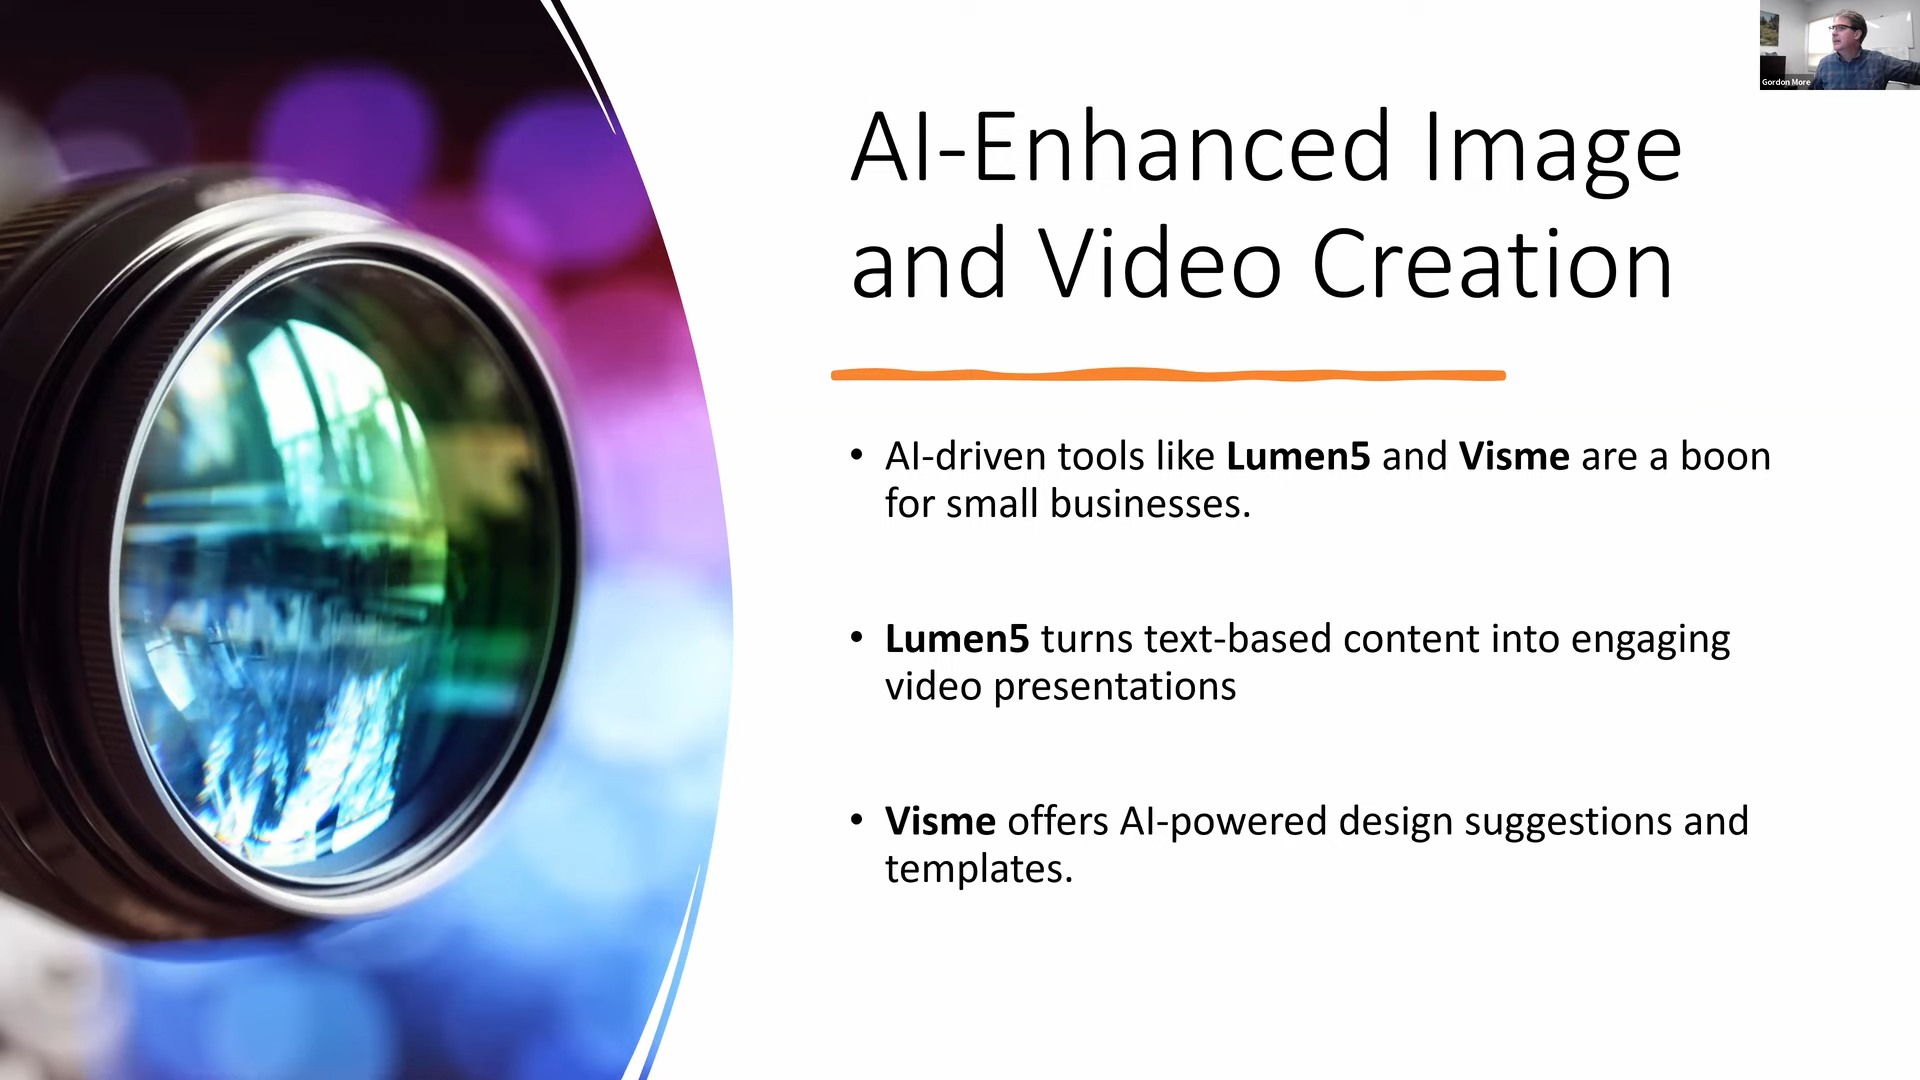 Gordon More
AI-Enhanced Image
and Video Creation
• AI-driven tools like Lumen5 and Visme are a boon
for small businesses.
• Lumen5 turns text-based content into engaging
video presentations
• Visme offers AI-powered design suggestions and
templates.